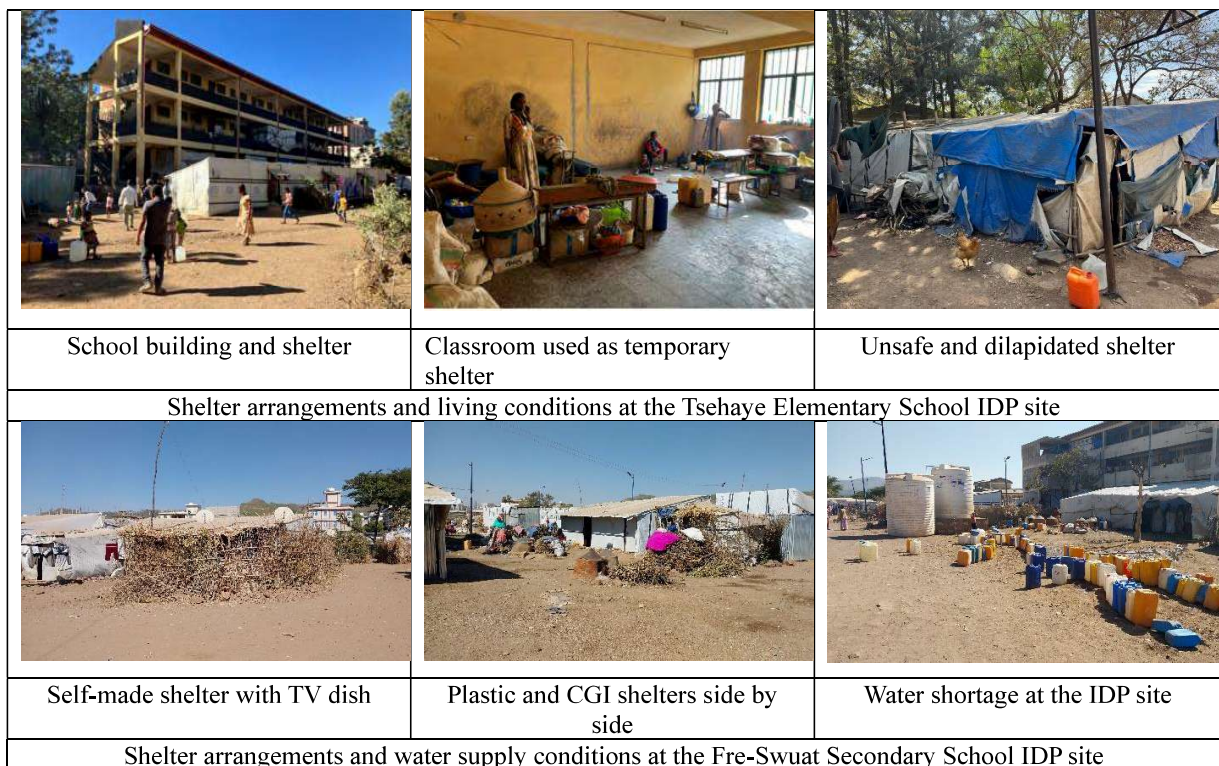 School building and shelter
Classroom used as temporary
shelter
Unsafe and dilapidated shelter
Shelter arrangements and living conditions at the Tsehaye Elementary School IDP site
Self-made shelter with TV dish
Plastic and CGI shelters side by
side
Water shortage at the IDP site
Shelter arrangements and water supply conditions at the Fre-Swuat Secondary School IDP site